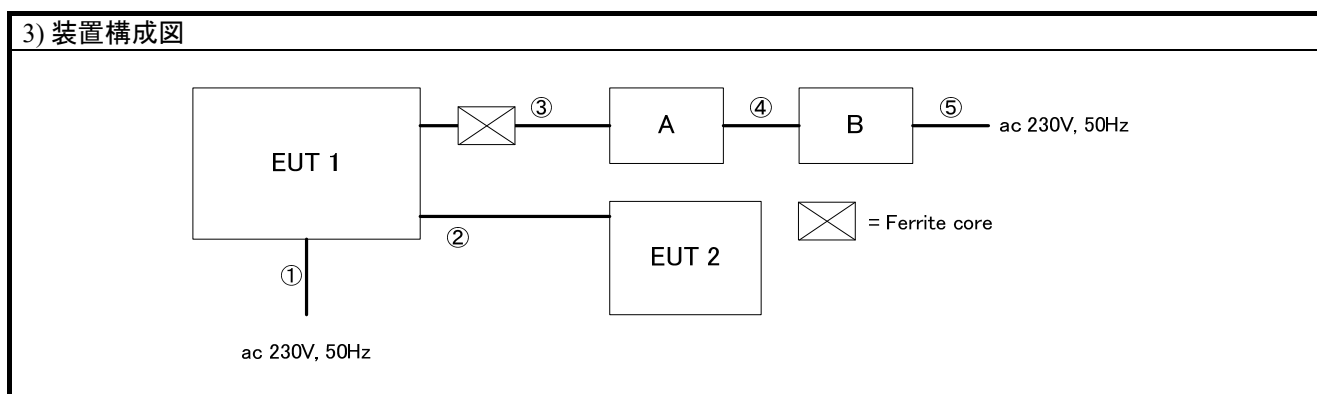 3) 装置構成図
③
A
④
B
⑤
ac 230V, 50Hz
EUT 1
= Ferrite core
②
EUT 2
①
ac 230V, 50Hz